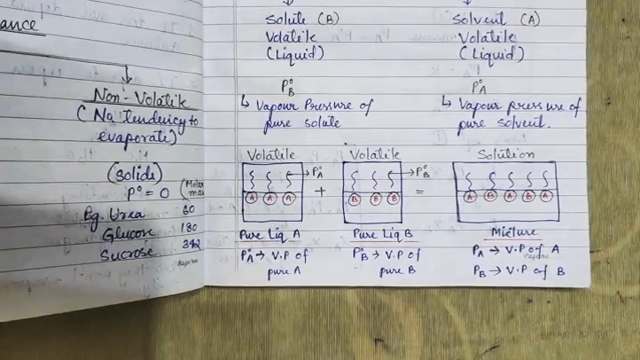 ance
Non-Volatile
(No tendency to
evaporate)
(Solids)
P° = 0
Eg. Urea 60
Glucose 180
Sucrose 342
Solute (B)
Volatile
(Liquid)
P°B
↳ Vapour Pressure of
pure solute
Solvent (A)
Volatile
(Liquid)
P°A
↳ Vapour pressure of
pure solvent.
Volatile
P°A
A A A
Pure Liq A
P°A → V.P of
pure A
+
Volatile
P°B
B B B
Pure Liq B
P°B → V.P of
pure B
=
Solution
A B A B A
Mixture
PA → V.P of A
PB → V.P of B